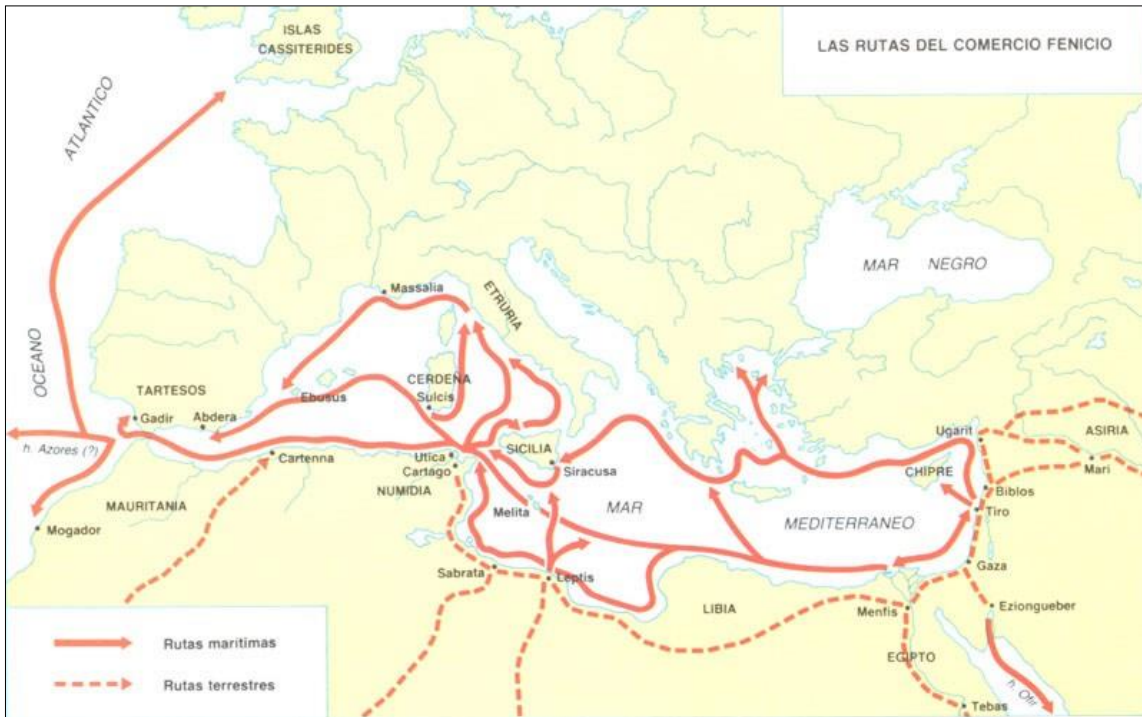 ISLAS
CASSITERIDES
LAS RUTAS DEL COMERCIO FENICIO
ATLANTICO
OCEANO
MAR NEGRO
Massalia
ETRURIA
TARTESOS
Gadir
Abdera
Ebusus
CERDEÑA
Sulcis
h. Azores (?)
Cartenna
Utica
Cartago
NUMIDIA
SICILIA
Siracusa
MAURITANIA
Mogador
Melita
MAR
MEDITERRANEO
Ugarit
ASIRIA
CHIPRE
Mari
Biblos
Tiro
Sabrata
Leptis
LIBIA
Gaza
Menfis
Eziongueber
EGIPTO
h. Ofir
Tebas
Rutas marítimas
Rutas terrestres